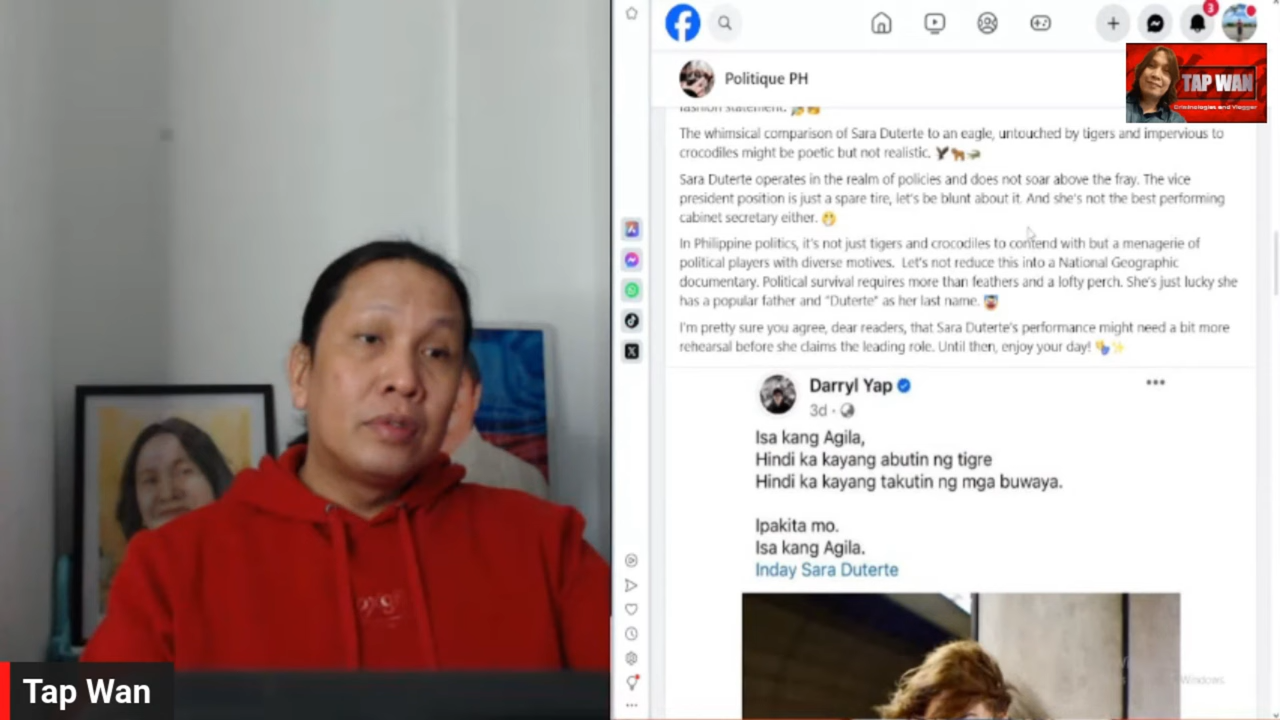 3
Politique PH
TAP WAN
Criminologist and Vlogger
fashion statement.
The whimsical comparison of Sara Duterte to an eagle, untouched by tigers and impervious to
crocodiles might be poetic but not realistic.
Sara Duterte operates in the realm of policies and does not soar above the fray. The vice
president position is just a spare tire, let's be blunt about it. And she's not the best performing
cabinet secretary either.
In Philippine politics, it's not just tigers and crocodiles to contend with but a menagerie of
political players with diverse motives. Let's not reduce this into a National Geographic
documentary. Political survival requires more than feathers and a lofty perch. She's just lucky she
has a popular father and "Duterte" as her last name.
I'm pretty sure you agree, dear readers, that Sara Duterte's performance might need a bit more
rehearsal before she claims the leading role. Until then, enjoy your day!
Darryl Yap
3d ·
Isa kang Agila,
Hindi ka kayang abutin ng tigre
Hindi ka kayang takutin ng mga buwaya.
Ipakita mo.
Isa kang Agila.
Inday Sara Duterte
Windows.
Tap Wan